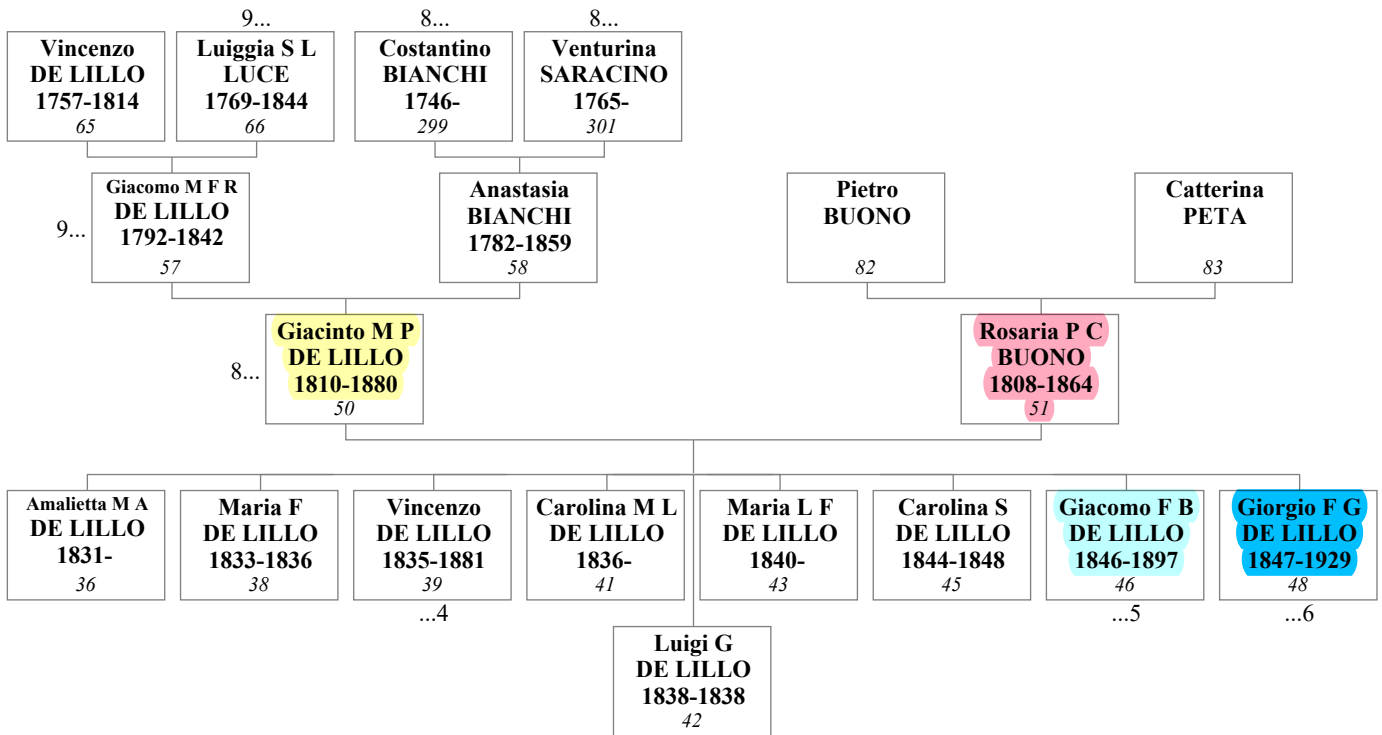 9...
8...
8...
Vincenzo
DE LILLO
1757-1814
65
Luiggia S L
LUCE
1769-1844
66
Costantino
BIANCHI
1746-
299
Venturina
SARACINO
1765-
301
9...
Giacomo M F R
DE LILLO
1792-1842
57
Anastasia
BIANCHI
1782-1859
58
Pietro
BUONO
82
Catterina
PETA
83
8...
Giacinto M P
DE LILLO
1810-1880
50
Rosaria P C
BUONO
1808-1864
51
Amalietta M A
DE LILLO
1831-
36
Maria F
DE LILLO
1833-1836
38
Vincenzo
DE LILLO
1835-1881
39
...4
Carolina M L
DE LILLO
1836-
41
Maria L F
DE LILLO
1840-
43
Carolina S
DE LILLO
1844-1848
45
Giacomo F B
DE LILLO
1846-1897
46
...5
Giorgio F G
DE LILLO
1847-1929
48
...6
Luigi G
DE LILLO
1838-1838
42